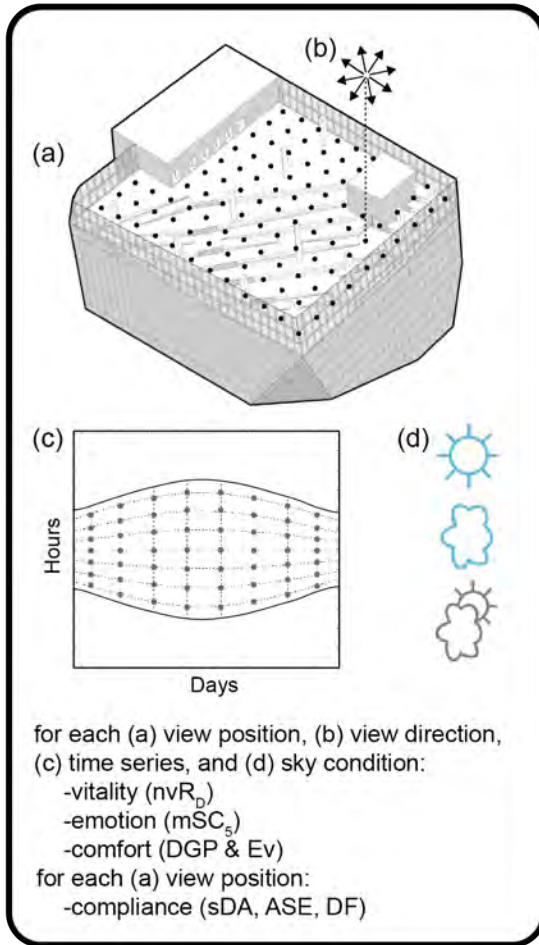 (b)
(a)
(c)
(d)
Hours
Days
for each (a) view position, (b) view direction,
(c) time series, and (d) sky condition:
-vitality (nvR_D)
-emotion (mSC_5)
-comfort (DGP & Ev)
for each (a) view position:
-compliance (sDA, ASE, DF)